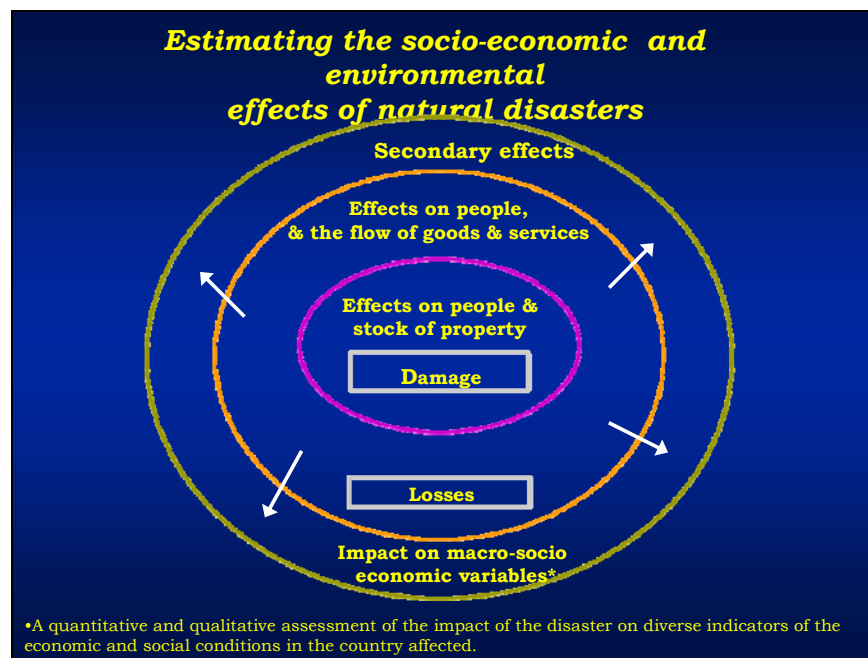 Estimating the socio-economic and
environmental
effects of natural disasters
Secondary effects
Effects on people,
& the flow of goods & services
Effects on people &
stock of property
Damage
Losses
Impact on macro-socio
economic variables*
•A quantitative and qualitative assessment of the impact of the disaster on diverse indicators of the
economic and social conditions in the country affected.